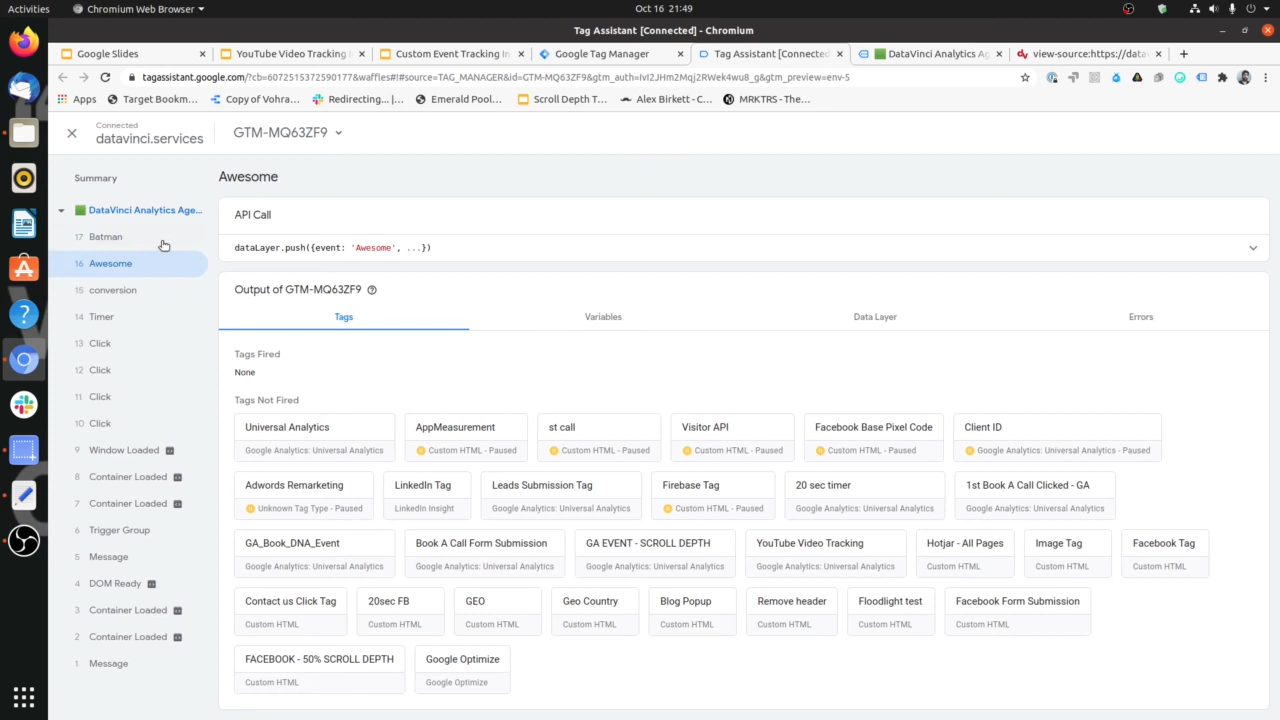 Activities
Chromium Web Browser
Oct 16 21:49
Tag Assistant [Connected] - Chromium
Google Slides
YouTube Video Tracking i
Custom Event Tracking In
Google Tag Manager
Tag Assistant [Connected
DataVinci Analytics Ag
view-source:https://data
tagassistant.google.com/?cb=6072515372590177&waffles#!#source=TAG_MANAGER&id=GTM-MQ63ZF9&gtm_auth=IvI2JHm2Mqj2RWek4wu8_g&gtm_preview=env-5
Apps
Target Bookm...
Copy of Vohra...
Redirecting... |...
Emerald Pool...
Scroll Depth T...
Alex Birkett - C...
MRKTRS - The...
Connected
datavinci.services
GTM-MQ63ZF9
Summary
DataVinci Analytics Age...
17 Batman
16 Awesome
15 conversion
14 Timer
13 Click
12 Click
11 Click
10 Click
9 Window Loaded
8 Container Loaded
7 Container Loaded
6 Trigger Group
5 Message
4 DOM Ready
3 Container Loaded
2 Container Loaded
1 Message
Awesome
API Call
dataLayer.push({event: 'Awesome', ...})
Output of GTM-MQ63ZF9
Tags
Variables
Data Layer
Errors
Tags Fired
None
Tags Not Fired
Universal Analytics
Google Analytics: Universal Analytics
AppMeasurement
Custom HTML - Paused
st call
Custom HTML - Paused
Visitor API
Custom HTML - Paused
Facebook Base Pixel Code
Custom HTML - Paused
Client ID
Google Analytics: Universal Analytics - Paused
Adwords Remarketing
Unknown Tag Type - Paused
LinkedIn Tag
LinkedIn Insight
Leads Submission Tag
Google Analytics: Universal Analytics
Firebase Tag
Custom HTML - Paused
20 sec timer
Google Analytics: Universal Analytics
1st Book A Call Clicked - GA
Google Analytics: Universal Analytics
GA_Book_DNA_Event
Google Analytics: Universal Analytics
Book A Call Form Submission
Google Analytics: Universal Analytics
GA EVENT - SCROLL DEPTH
Google Analytics: Universal Analytics
YouTube Video Tracking
Google Analytics: Universal Analytics
Hotjar - All Pages
Custom HTML
Image Tag
Custom HTML
Facebook Tag
Custom HTML
Contact us Click Tag
Custom HTML
20sec FB
Custom HTML
GEO
Custom HTML
Geo Country
Custom HTML
Blog Popup
Custom HTML
Remove header
Custom HTML
Floodlight test
Custom HTML
Facebook Form Submission
Custom HTML
FACEBOOK - 50% SCROLL DEPTH
Custom HTML
Google Optimize
Google Optimize